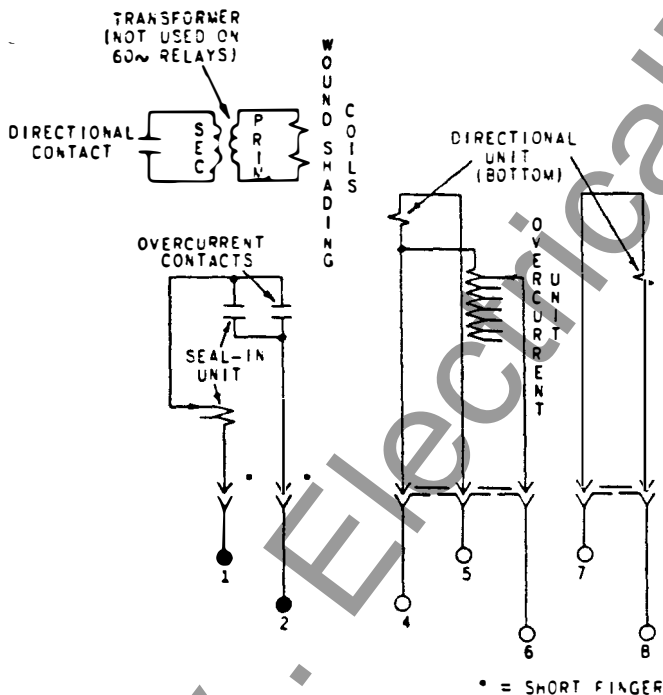 TRANSFORMER
(NOT USED ON
60~ RELAYS)
WOUND SHADING
COILS
DIRECTIONAL
CONTACT
SEC
PRIM
DIRECTIONAL
UNIT
(BOTTOM)
OVERCURRENT
CONTACTS
OVERCURRENT
UNIT
SEAL-IN
UNIT
* *
1
2
4
5
6
7
8
* = SHORT FINGER
. Electrical